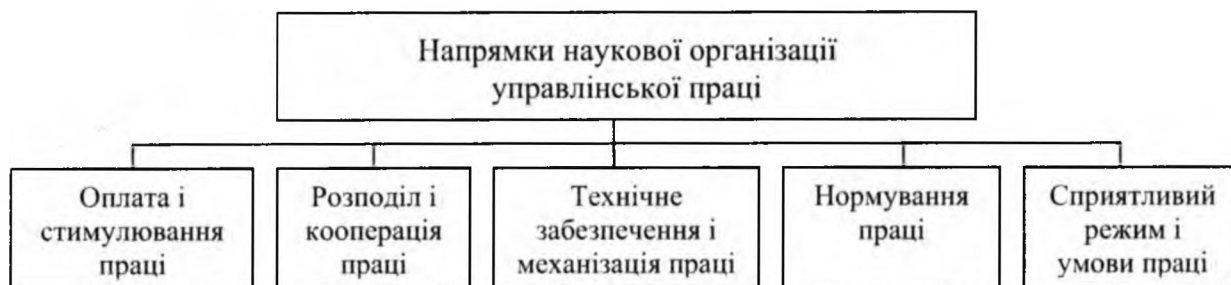 Напрямки наукової організації
управлінської праці
Оплата і
стимулювання
праці
Розподіл і
кооперація
праці
Технічне
забезпечення і
механізація праці
Нормування
праці
Сприятливий
режим і
умови праці